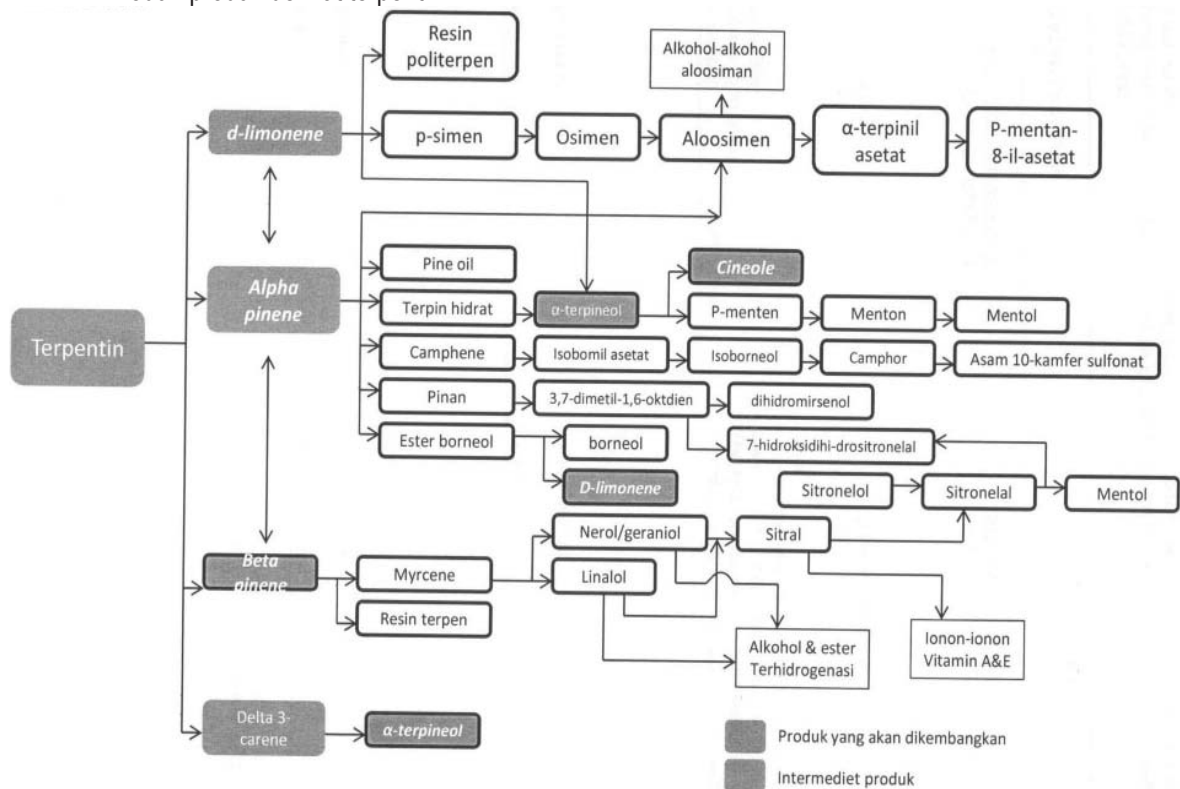 Resin
politerpen
Alkohol-alkohol
aloosiman
d-limonene
p-simen
Osimen
Aloosimen
α-terpinil
asetat
P-mentan-
8-il-asetat
Alpha
pinene
Pine oil
Cineole
Terpin hidrat
α-terpineol
P-menten
Menton
Mentol
Terpentin
Camphene
Isobomil asetat
Isoborneol
Camphor
Asam 10-kamfer sulfonat
Pinan
3,7-dimetil-1,6-oktdien
dihidromirsenol
Ester borneol
borneol
7-hidroksidihi-drositronelal
D-limonene
Sitronelol
Sitronelal
Mentol
Nerol/geraniol
Sitral
Beta
pinene
Myrcene
Linalol
Resin terpen
Alkohol & ester
Terhidrogenasi
Ionon-ionon
Vitamin A&E
Delta 3-
carene
α-terpineol
Produk yang akan dikembangkan
Intermediet produk